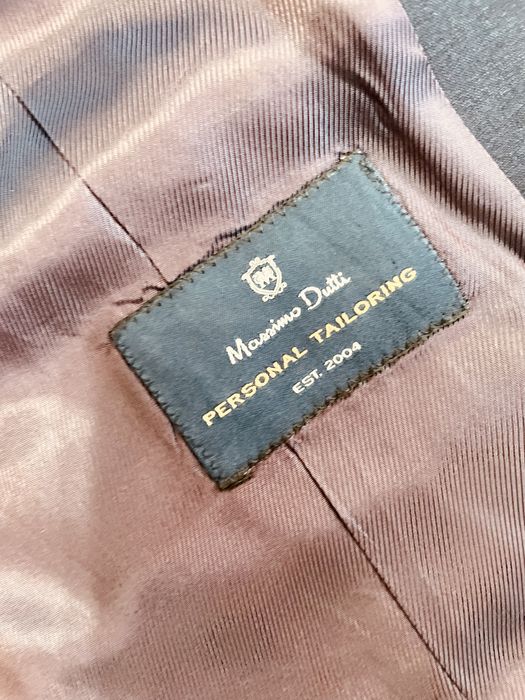 M
Massimo Dutti
PERSONAL TAILORING
EST. 2004